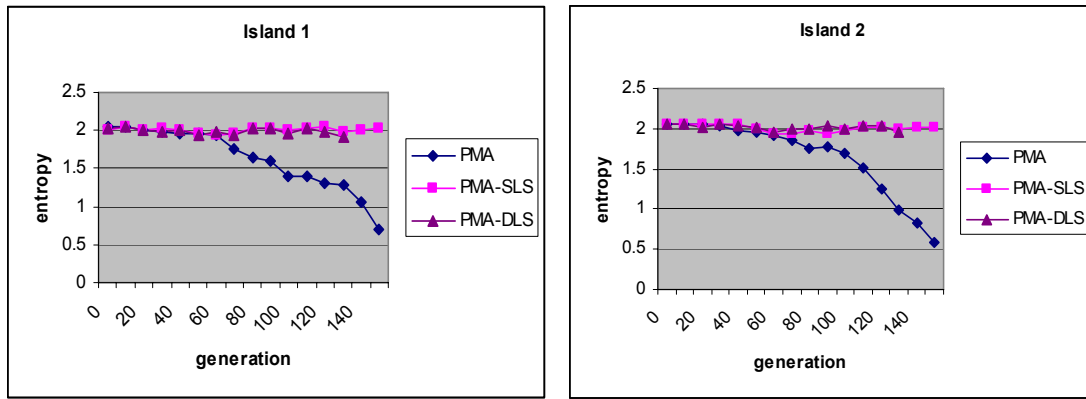 Island 1
2.5
2
1.5
1
0.5
0
entropy
0 20 40 60 80 100 120 140
generation
PMA
PMA-SLS
PMA-DLS
Island 2
2.5
2
1.5
1
0.5
0
entropy
0 20 40 60 80 100 120 140
generation
PMA
PMA-SLS
PMA-DLS